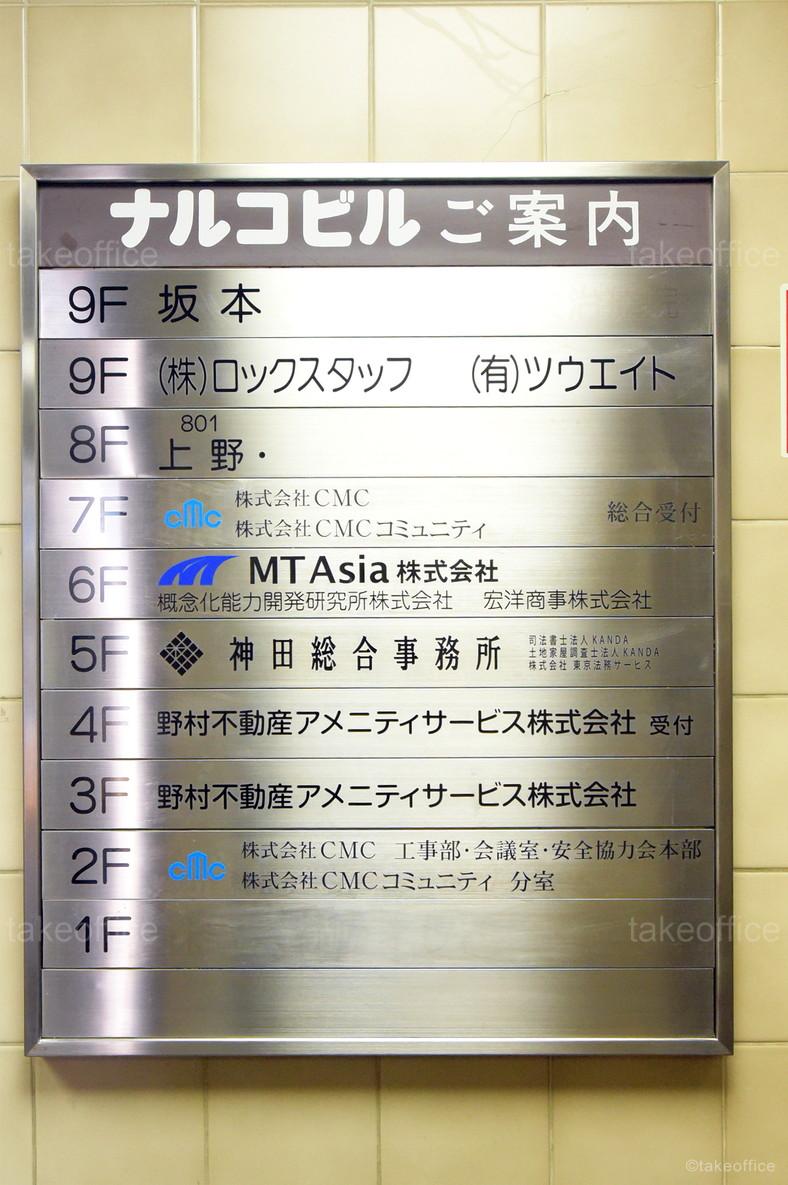 ナルコビル ご案内
takeoffice takeoffice
9F 坂本
9F (株)ロックスタッフ (有)ツウエイト
801
8F 上野・
7F cmc 株式会社CMC 総合受付
株式会社CMCコミュニティ
6F MT Asia 株式会社
概念化能力開発研究所株式会社 宏洋商事株式会社
5F 神田総合事務所 司法書士法人KANDA
土地家屋調査士法人KANDA
株式会社 東京法務サービス
4F 野村不動産アメニティサービス株式会社 受付
3F 野村不動産アメニティサービス株式会社
2F cmc 株式会社CMC 工事部・会議室・安全協力会本部
株式会社CMCコミュニティ 分室
1F
takeoffice takeoffice
©takeoffice